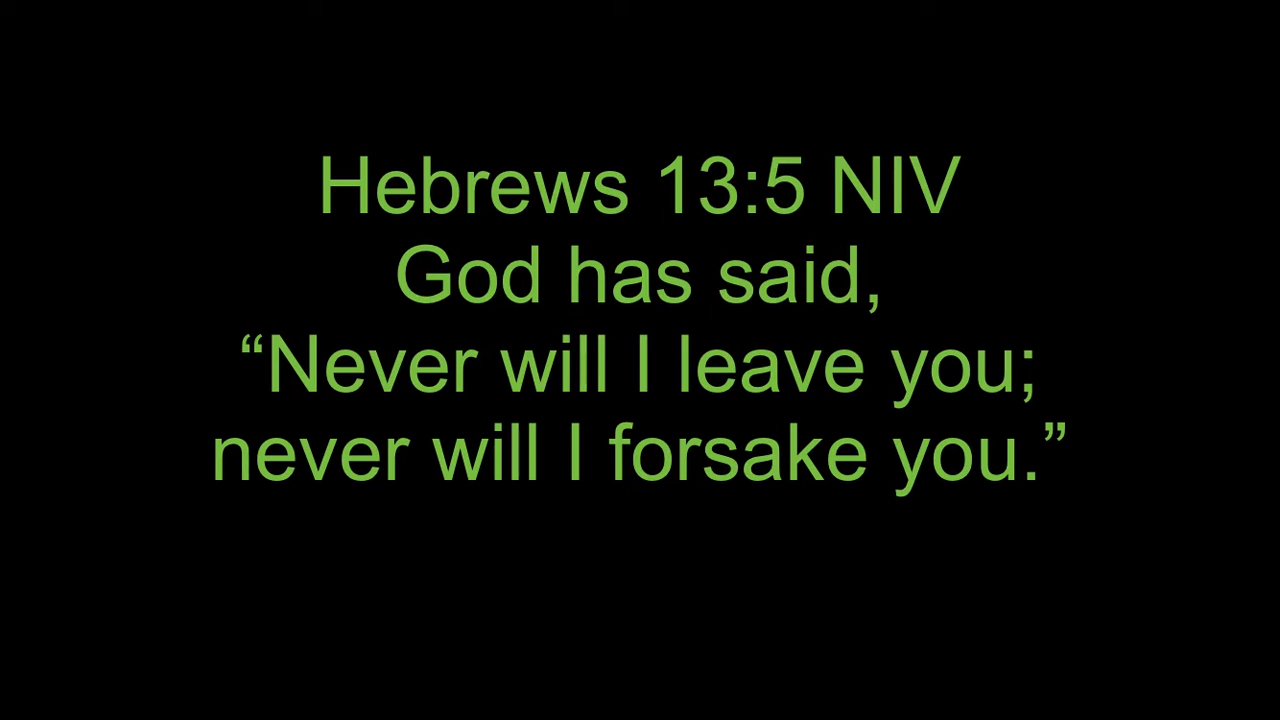 Hebrews 13:5 NIV
God has said,
“Never will I leave you;
never will I forsake you.”